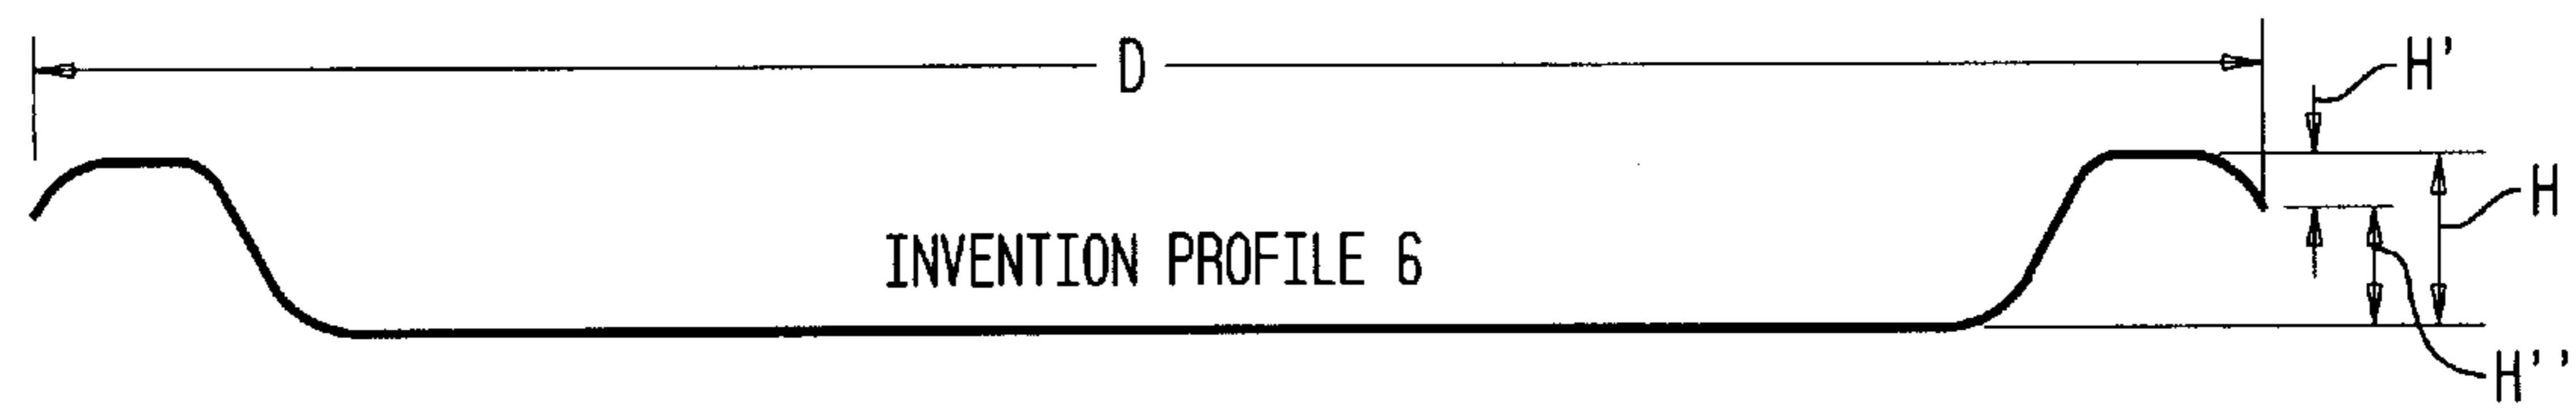 D
H'
H
INVENTION PROFILE 6
H''